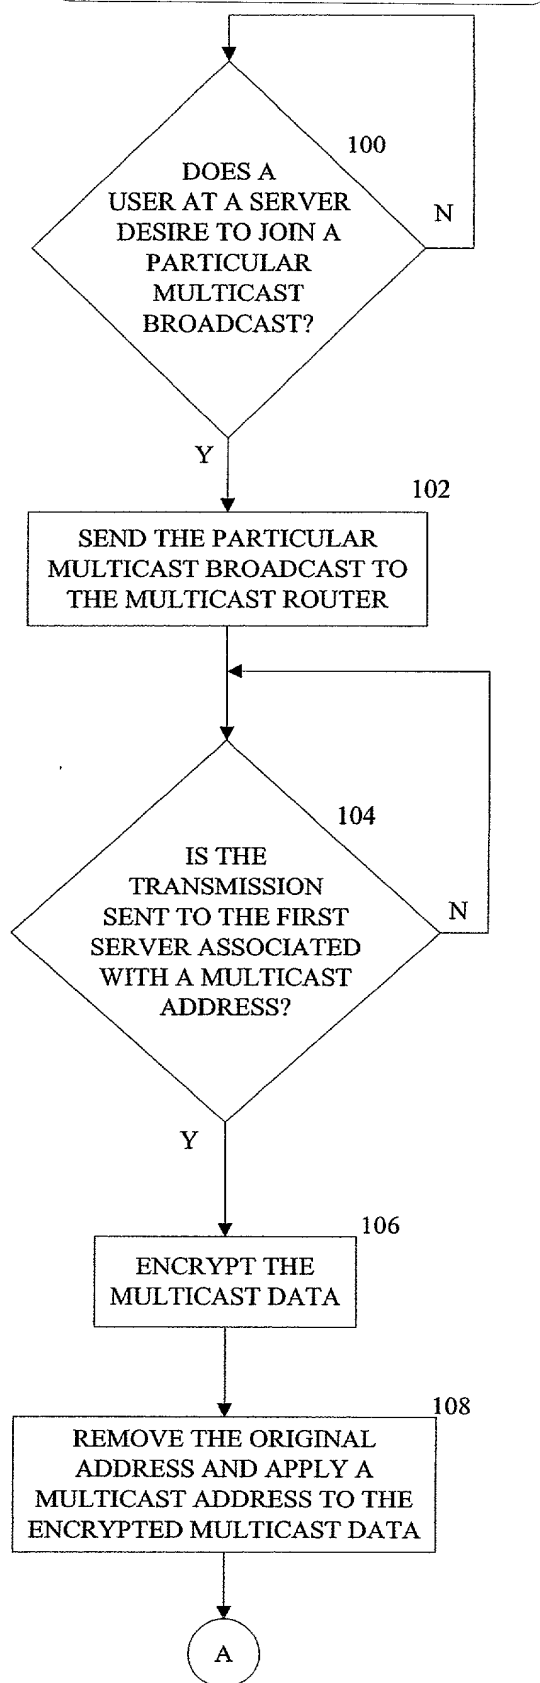 100
DOES A
USER AT A SERVER
DESIRE TO JOIN A
PARTICULAR
MULTICAST
BROADCAST?
N
Y
102
SEND THE PARTICULAR
MULTICAST BROADCAST TO
THE MULTICAST ROUTER
104
IS THE
TRANSMISSION
SENT TO THE FIRST
SERVER ASSOCIATED
WITH A MULTICAST
ADDRESS?
N
Y
106
ENCRYPT THE
MULTICAST DATA
108
REMOVE THE ORIGINAL
ADDRESS AND APPLY A
MULTICAST ADDRESS TO THE
ENCRYPTED MULTICAST DATA
A